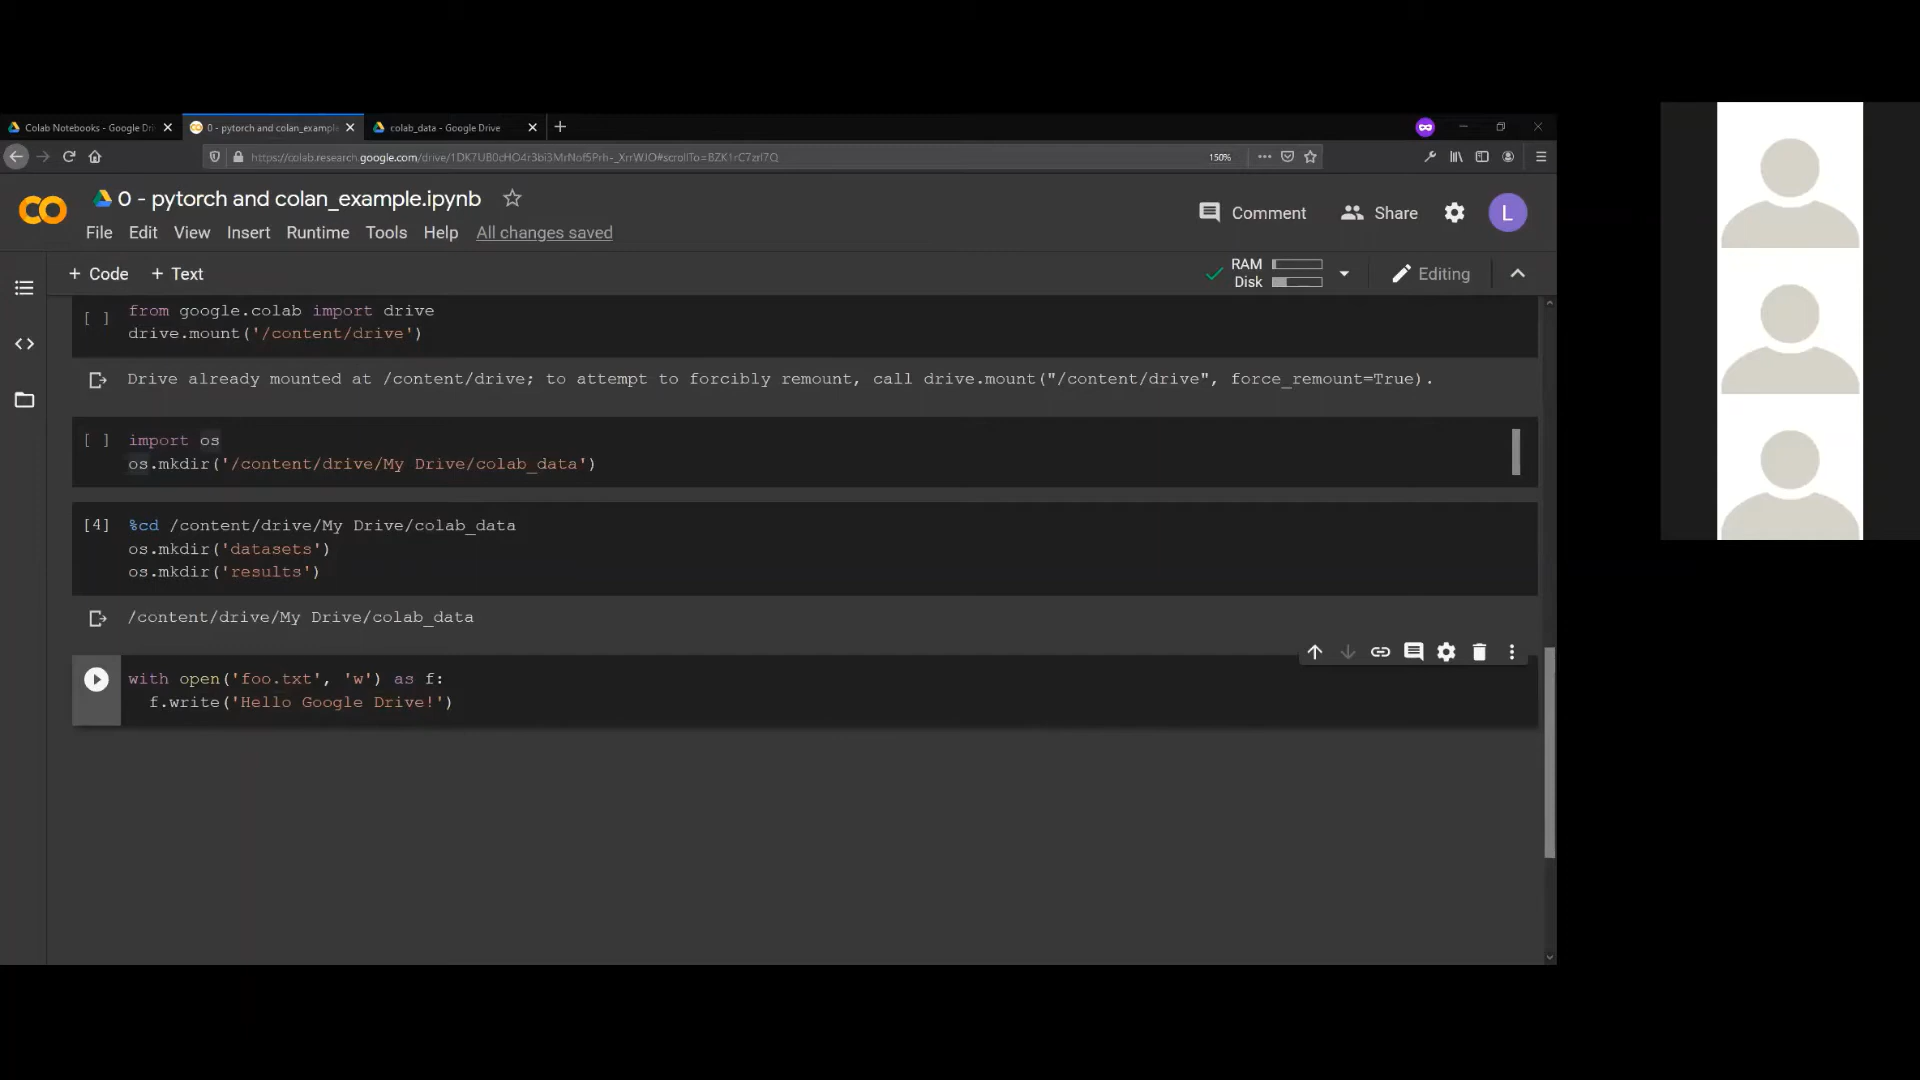 Colab Notebooks - Google Dri
0 - pytorch and colan_example
colab_data - Google Drive
150%
0 - pytorch and colan_example.ipynb
Comment
Share
L
File Edit View Insert Runtime Tools Help All changes saved
+ Code + Text
RAM
Disk
Editing
[ ] from google.colab import drive
drive.mount('/content/drive')
Drive already mounted at /content/drive; to attempt to forcibly remount, call drive.mount("/content/drive", force_remount=True).
[ ] import os
os.mkdir('/content/drive/My Drive/colab_data')
[4] %cd /content/drive/My Drive/colab_data
os.mkdir('datasets')
os.mkdir('results')
/content/drive/My Drive/colab_data
with open('foo.txt', 'w') as f:
f.write('Hello Google Drive!')